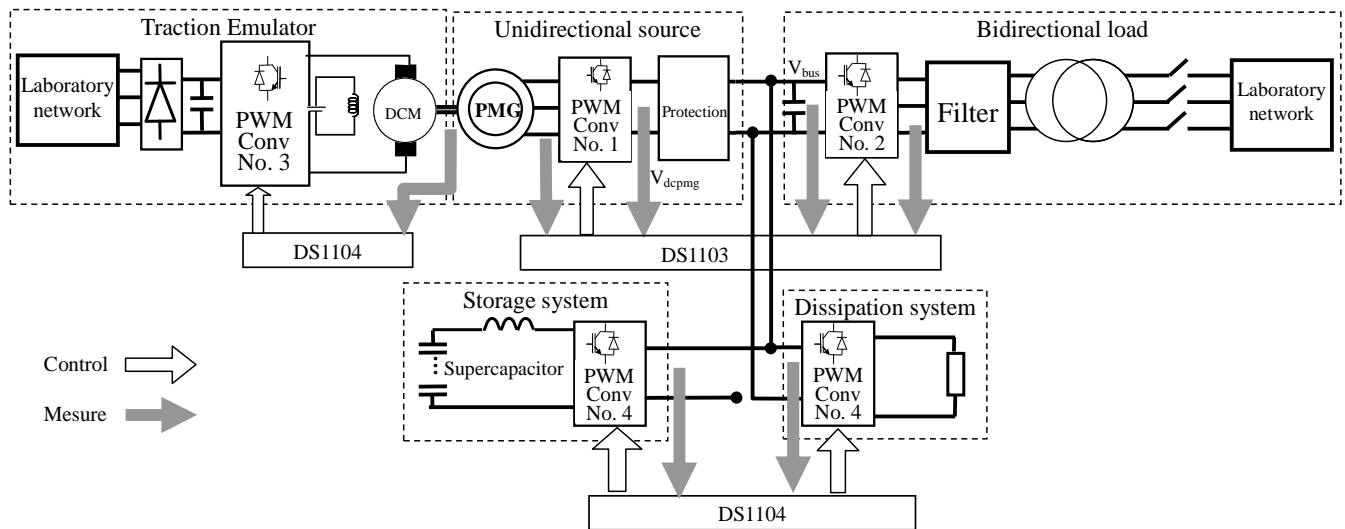 Traction Emulator
Laboratory
network
PWM
Conv
No. 3
DCM
DS1104
Unidirectional source
PMG
PWM
Conv
No. 1
Protection
V_dcpmg
Bidirectional load
V_bus
PWM
Conv
No. 2
Filter
Laboratory
network
DS1103
Storage system
Supercapacitor
PWM
Conv
No. 4
Dissipation system
PWM
Conv
No. 4
DS1104
Control
Mesure